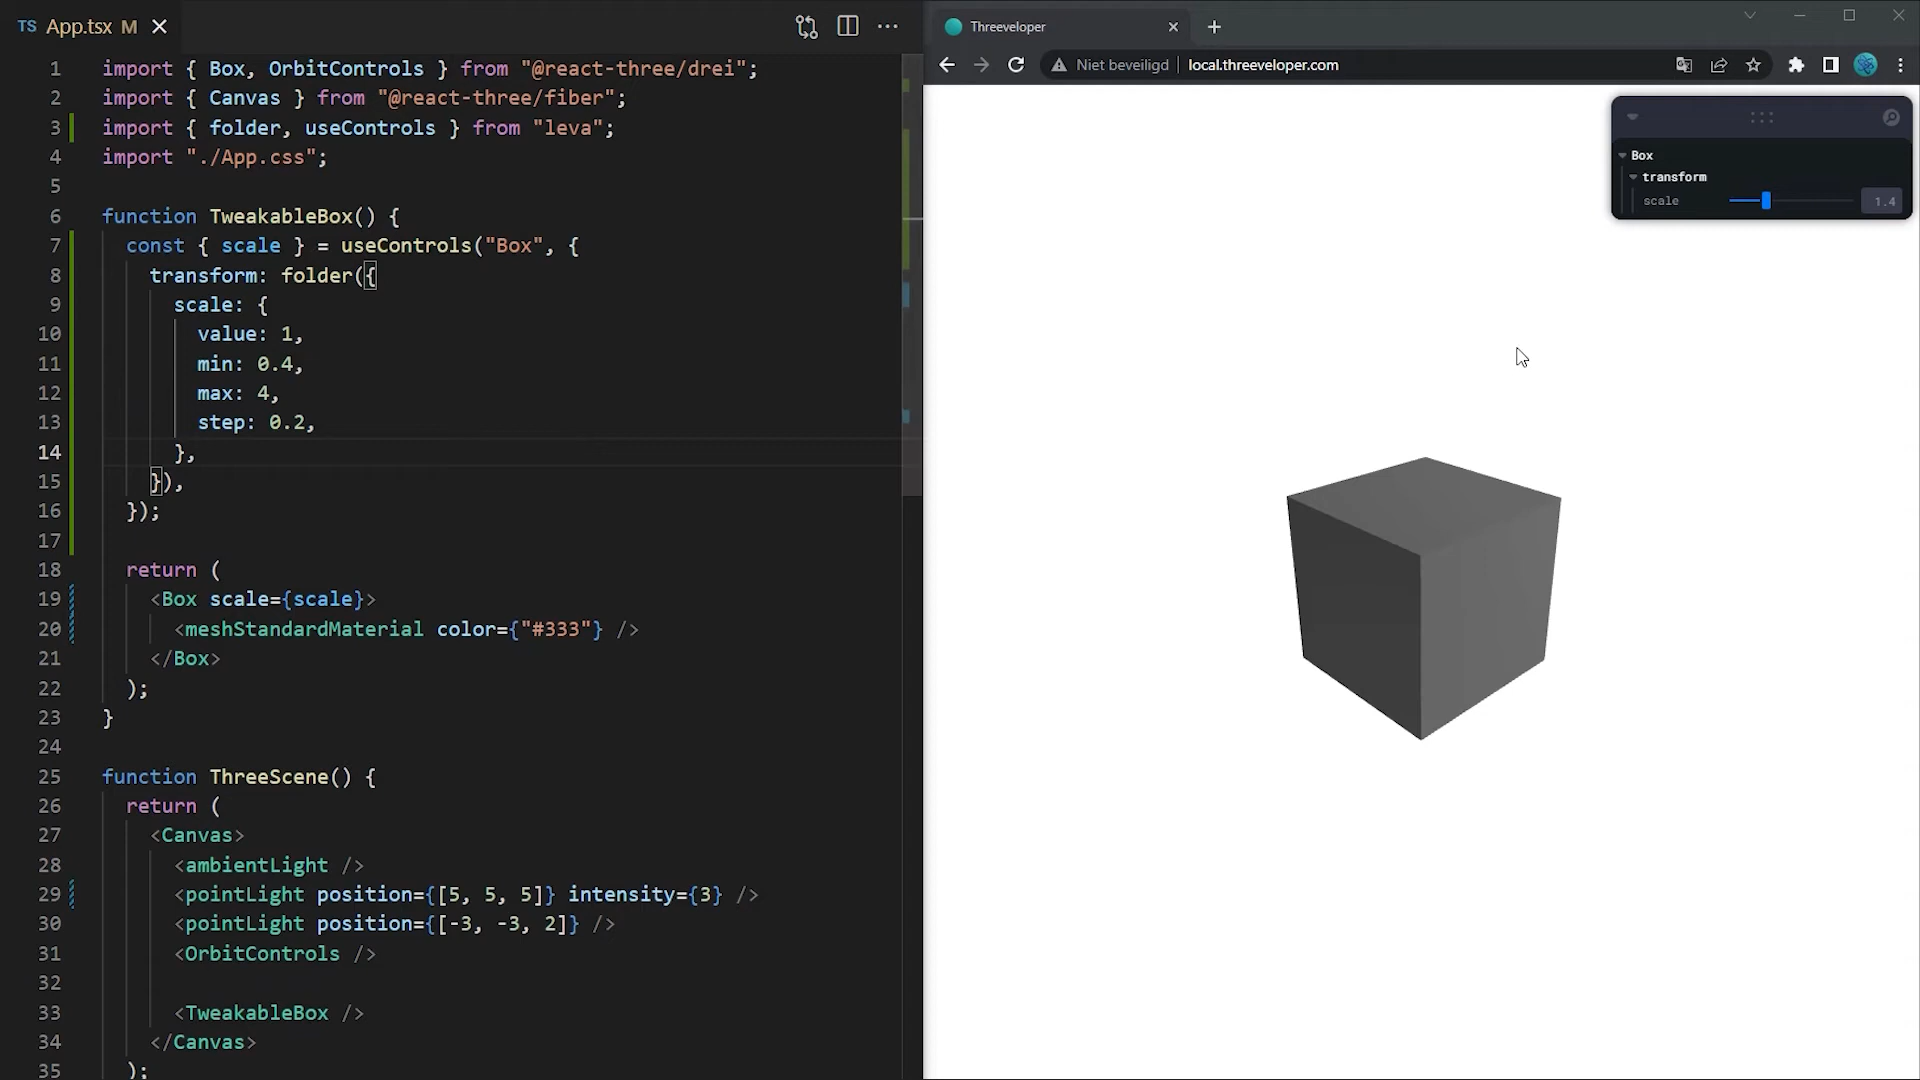 TS App.tsx M
1 import { Box, OrbitControls } from "@react-three/drei";
2 import { Canvas } from "@react-three/fiber";
3 import { folder, useControls } from "leva";
4 import "./App.css";
5
6 function TweakableBox() {
7 const { scale } = useControls("Box", {
8 transform: folder({
9 scale: {
10 value: 1,
11 min: 0.4,
12 max: 4,
13 step: 0.2,
14 },
15 }),
16 });
17
18 return (
19 <Box scale={scale}>
20 <meshStandardMaterial color={"#333"} />
21 </Box>
22 );
23 }
24
25 function ThreeScene() {
26 return (
27 <Canvas>
28 <ambientLight />
29 <pointLight position={[5, 5, 5]} intensity={3} />
30 <pointLight position={[-3, -3, 2]} />
31 <OrbitControls />
32
33 <TweakableBox />
34 </Canvas>
35 );
Threeveloper
Niet beveiligd local.threeveloper.com
Box
transform
scale 1.4